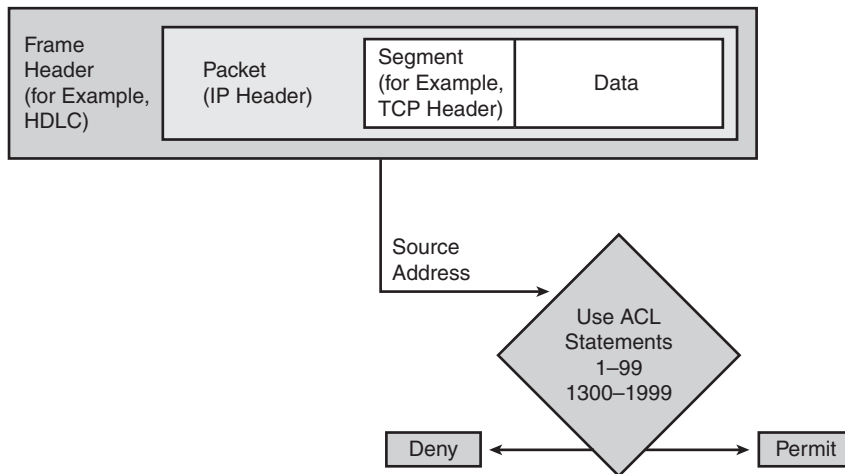 Frame
Header
(for Example,
HDLC)
Packet
(IP Header)
Segment
(for Example,
TCP Header)
Data
Source
Address
Use ACL
Statements
1–99
1300–1999
Deny
Permit